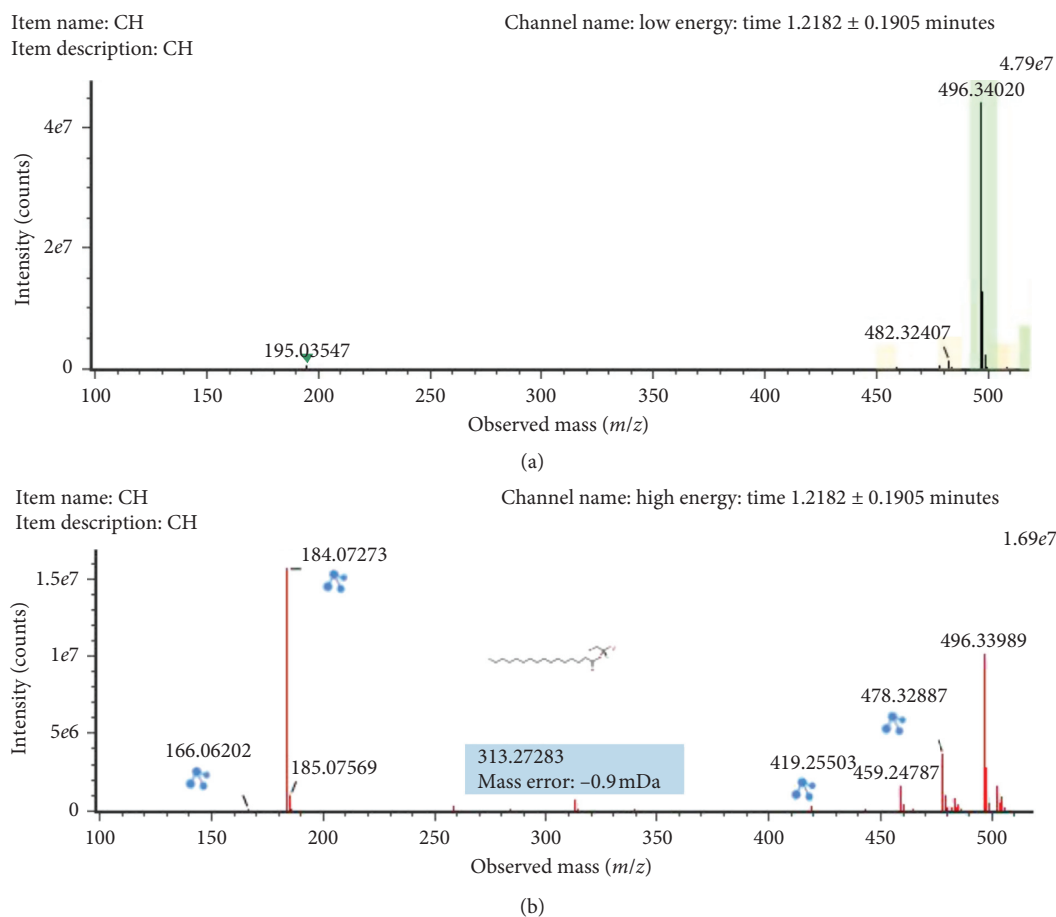 Item name: CH
Item description: CH
Channel name: low energy: time 1.2182 ± 0.1905 minutes
4.79e7
496.34020
4e7
2e7
0
Intensity (counts)
482.32407
195.03547
100 150 200 250 300 350 400 450 500
Observed mass (m/z)
(a)
Item name: CH
Item description: CH
Channel name: high energy: time 1.2182 ± 0.1905 minutes
1.69e7
184.07273
1.5e7
1e7
5e6
0
Intensity (counts)
496.33989
478.32887
166.06202
185.07569
313.27283
Mass error: −0.9 mDa
419.25503
459.24787
100 150 200 250 300 350 400 450 500
Observed mass (m/z)
(b)